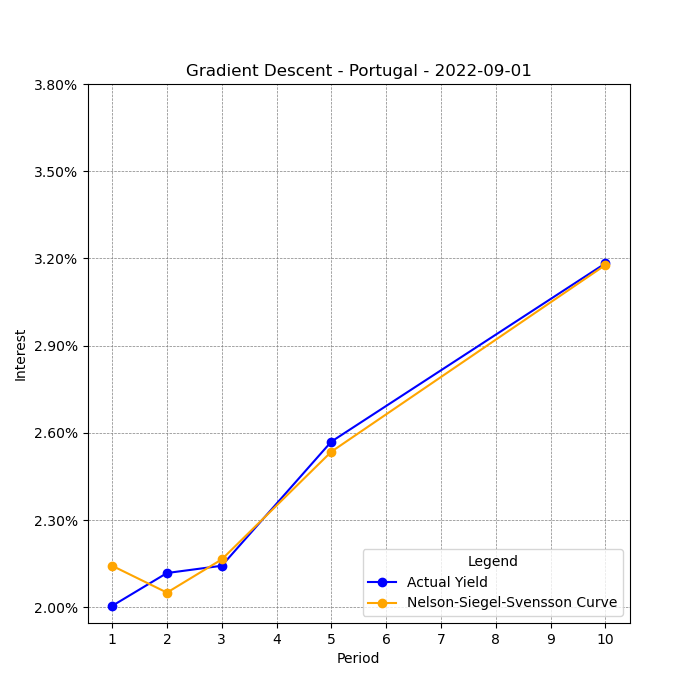 Gradient Descent - Portugal - 2022-09-01
3.80%
3.50%
3.20%
2.90%
2.60%
2.30%
2.00%
Interest
Legend
Actual Yield
Nelson-Siegel-Svensson Curve
1 2 3 4 5 6 7 8 9 10
Period